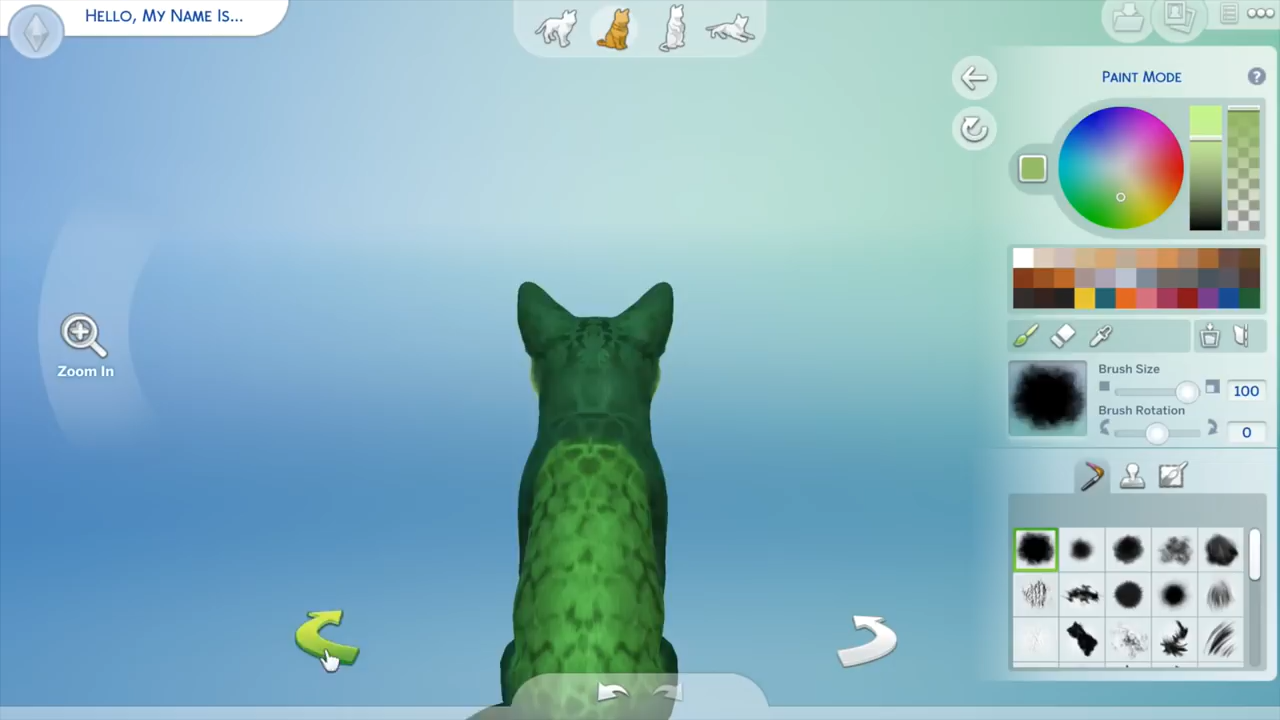 Hello, My Name Is...
Paint Mode
?
Zoom In
Brush Size
100
Brush Rotation
0